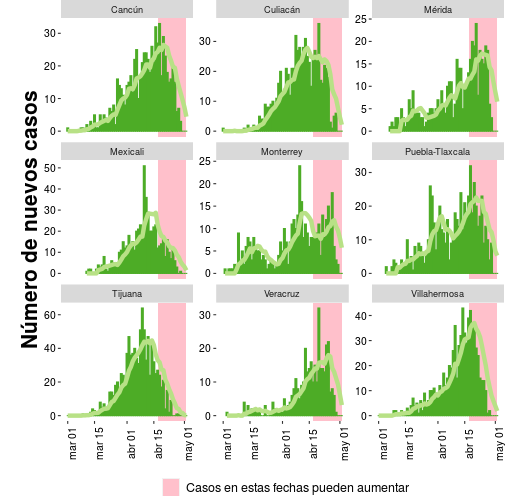 Número de nuevos casos
Cancún
Culiacán
Mérida
30
20
10
0
30
20
10
0
25
20
15
10
5
0
Mexicali
Monterrey
Puebla-Tlaxcala
50
40
30
20
10
0
25
20
15
10
5
0
30
20
10
0
Tijuana
Veracruz
Villahermosa
60
40
20
0
30
20
10
0
40
30
20
10
0
mar 01
mar 15
abr 01
abr 15
may 01
mar 01
mar 15
abr 01
abr 15
may 01
mar 01
mar 15
abr 01
abr 15
may 01
Casos en estas fechas pueden aumentar